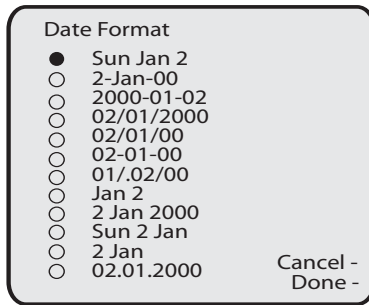 Date Format
Sun Jan 2
2-Jan-00
2000-01-02
02/01/2000
02/01/00
02-01-00
01/.02/00
Jan 2
2 Jan 2000
Sun 2 Jan
2 Jan
02.01.2000
Cancel -
Done -